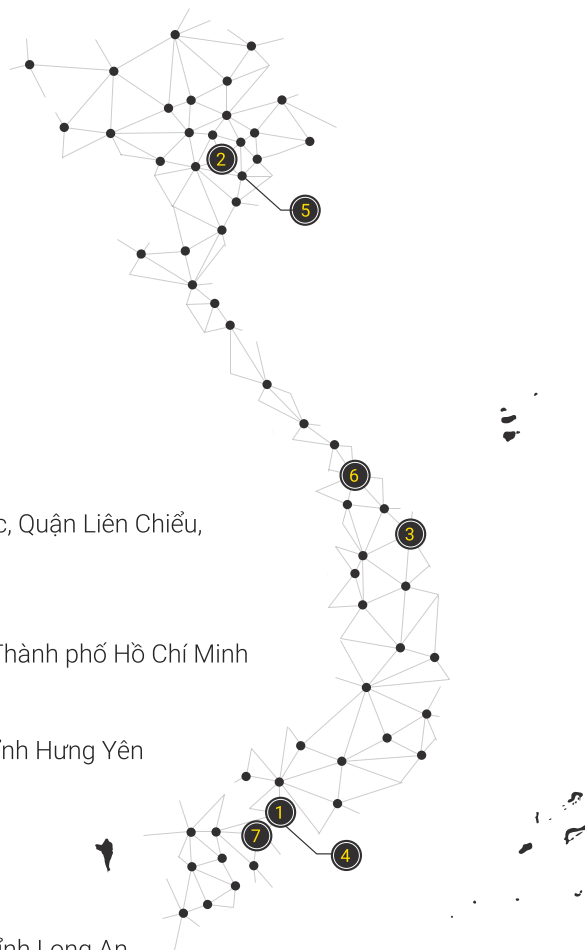 2
5
6
c, Quận Liên Chiểu,
3
Thành phố Hồ Chí Minh
ỉnh Hưng Yên
1
7
4
ỉnh Long An